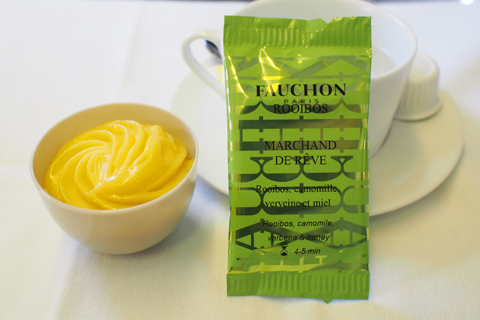 FAUCHON
PARIS
ROOIBOS
MARCHAND
DE RÊVE
Rooibos, camomille,
verveine et miel
Rooibos, camomile,
verbena & honey
4-5 min